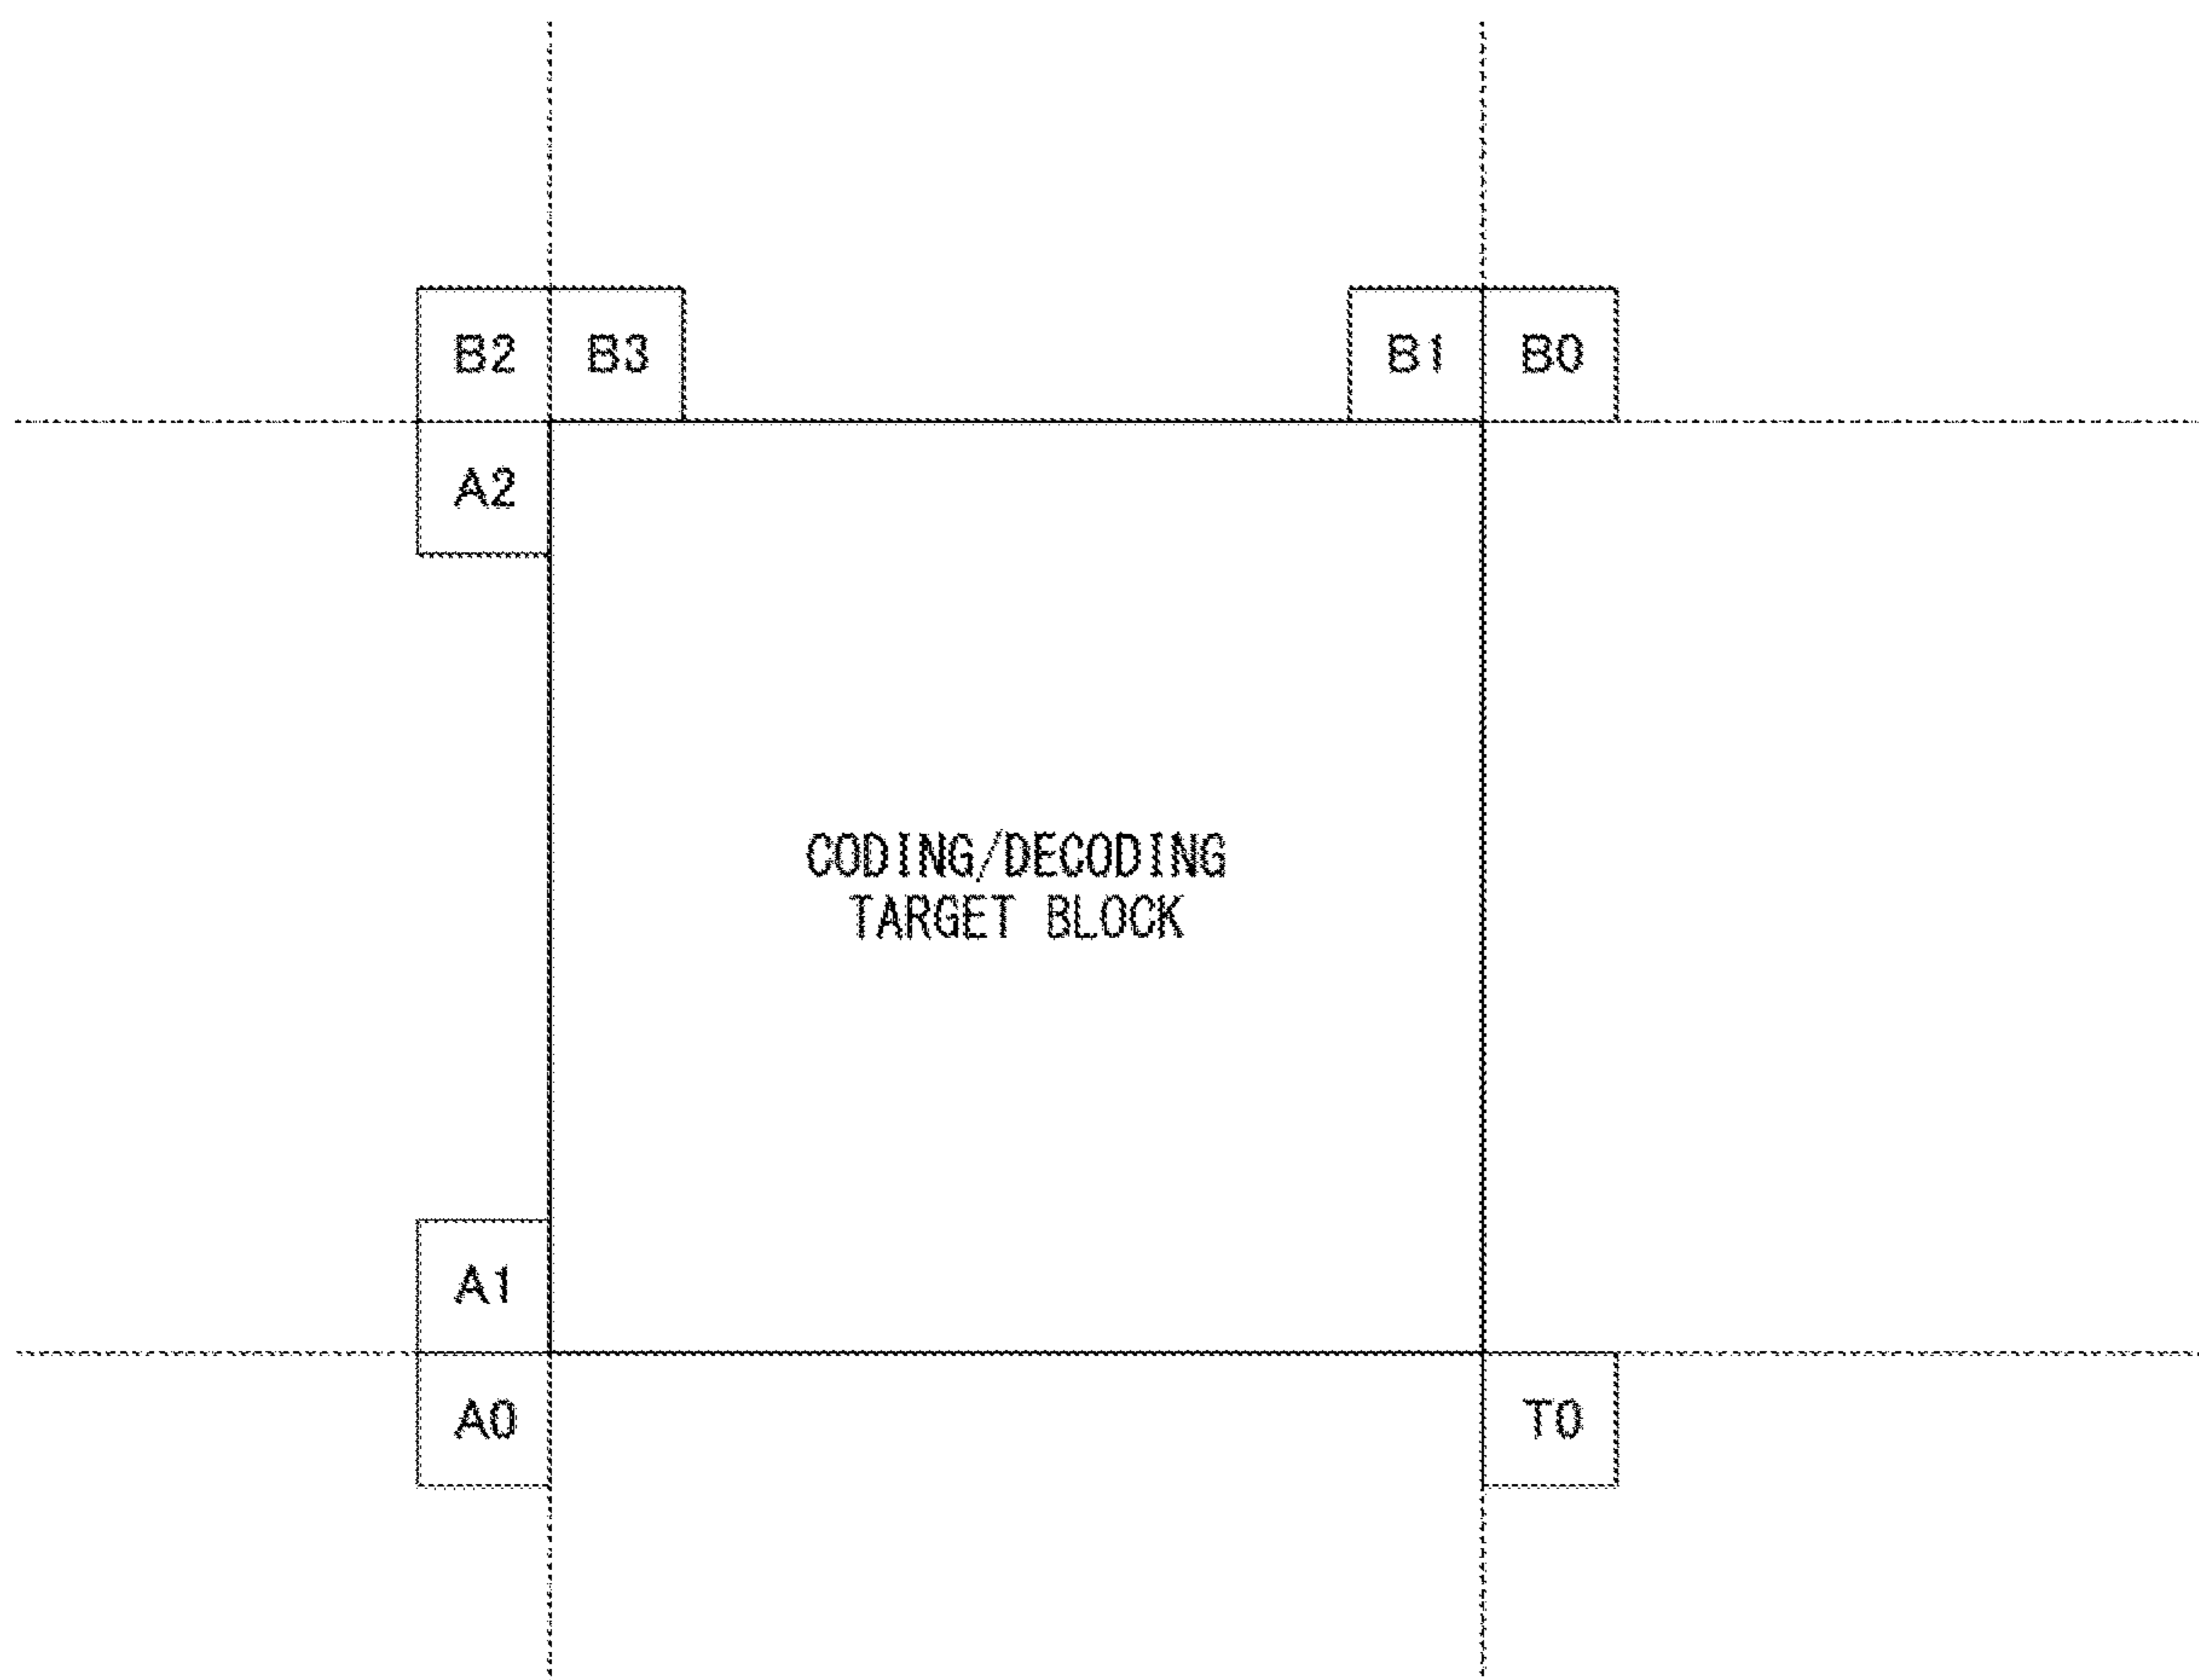 B2 B3 B1 B0
A2
CODING/DECODING
TARGET BLOCK
A1
A0 T0